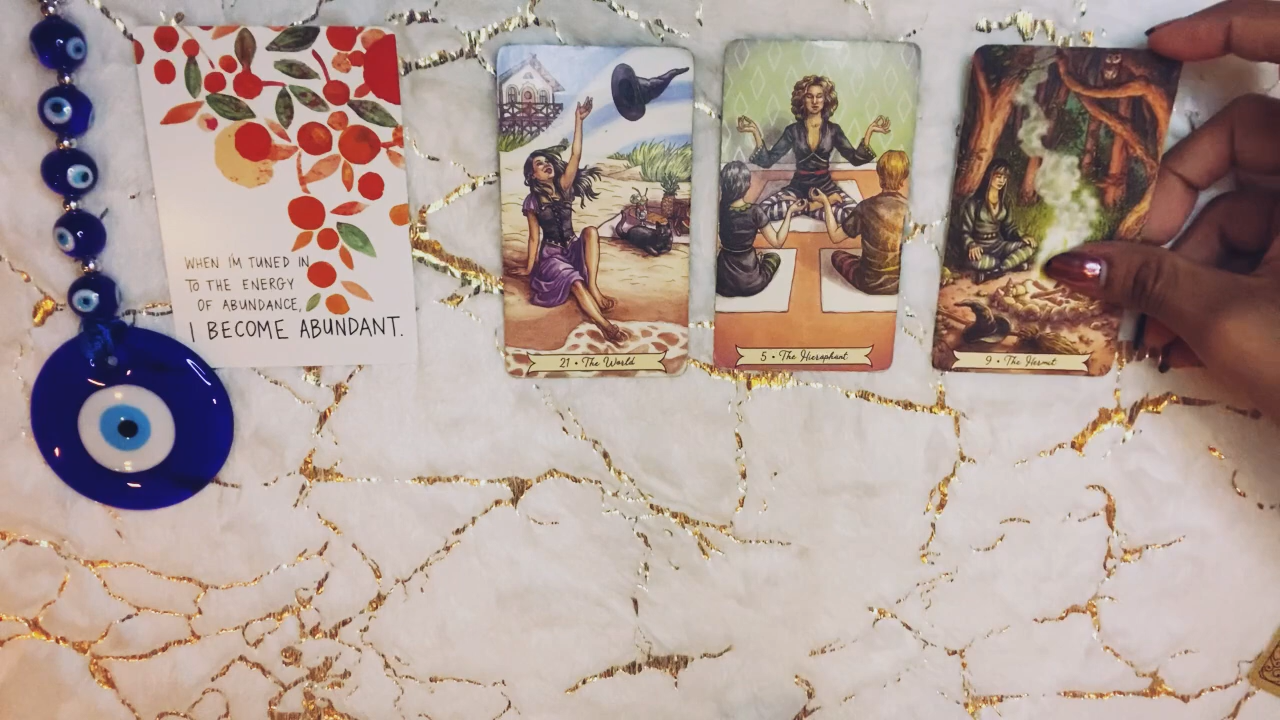 WHEN I'M TUNED IN
TO THE ENERGY
OF ABUNDANCE,
I BECOME ABUNDANT.
21 • The World
5 • The Hierophant
9 • The Hermit